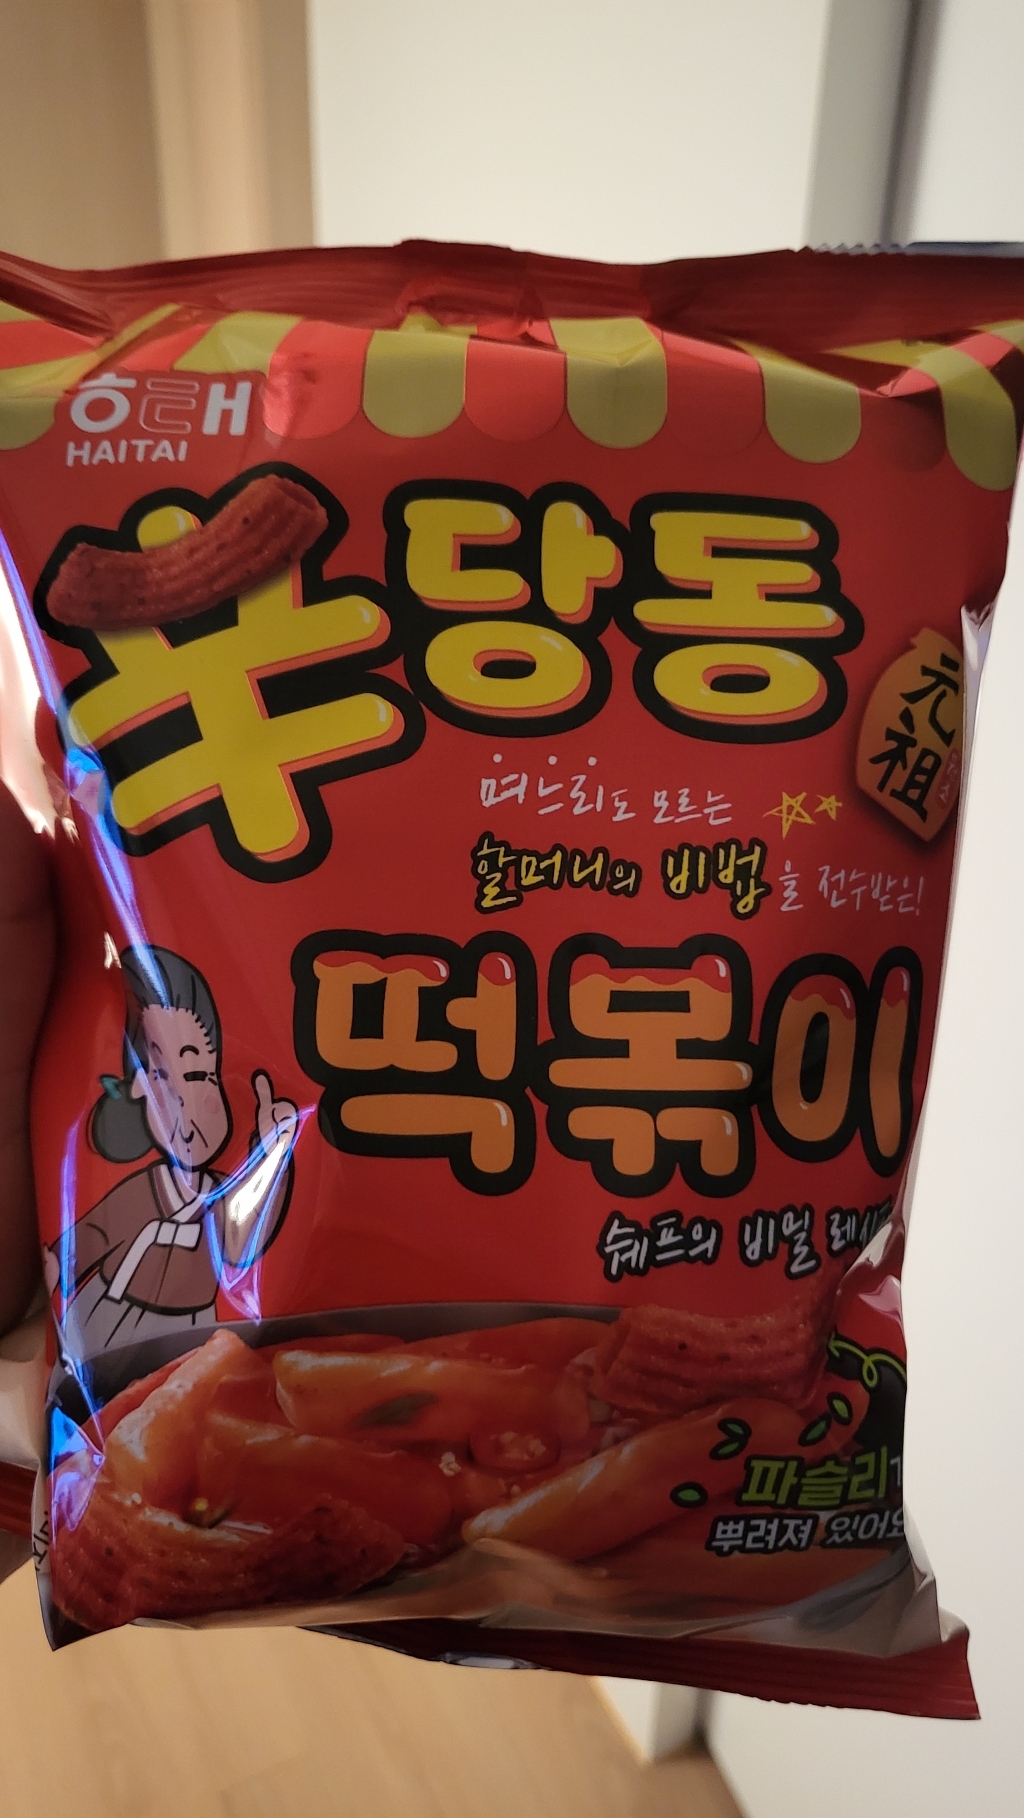 해태
HAITAI
辛당동
元祖
며느리도 모르는
할머니의 비법을 전수받은!
떡볶이
쉐프의 비밀
파슬리
뿌려져 있어요